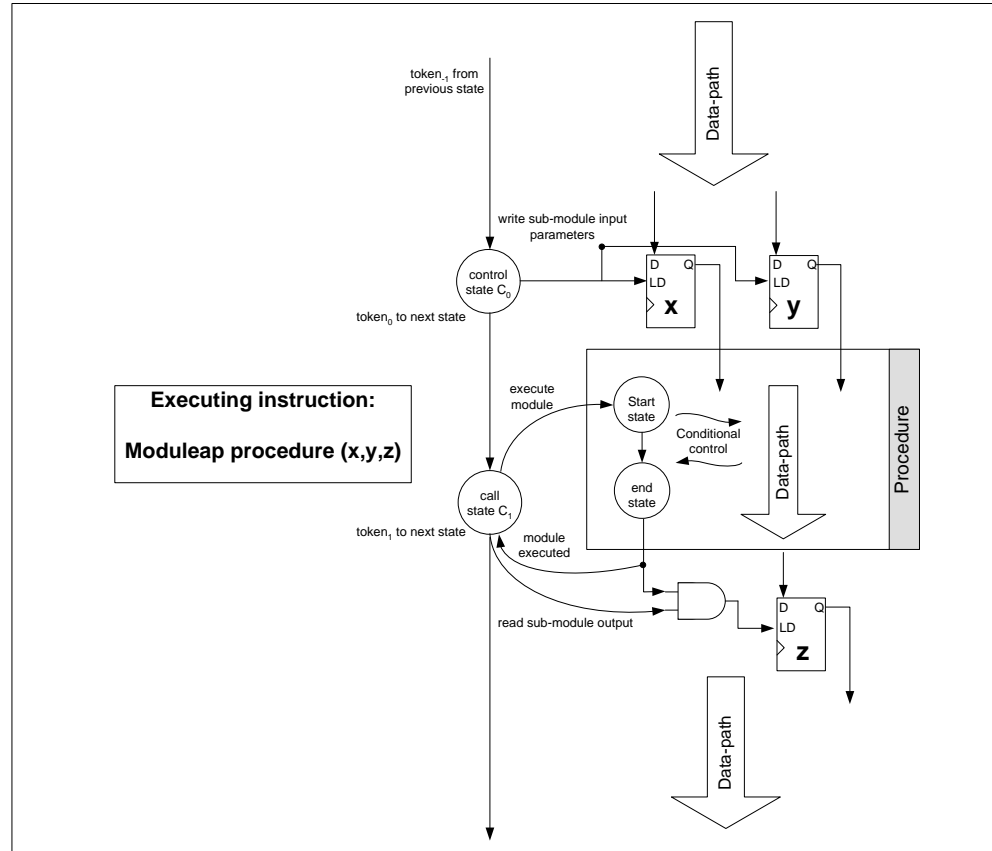 Data-path
token-1 from
previous state
write sub-module input
parameters
control
state C0
D Q
LD
x
D Q
LD
y
token0 to next state
Executing instruction:
Moduleap procedure (x,y,z)
execute
module
Start
state
Conditional
control
end
state
Data-path
Procedure
call
state C1
token1 to next state
module
executed
read sub-module output
D Q
LD
z
Data-path